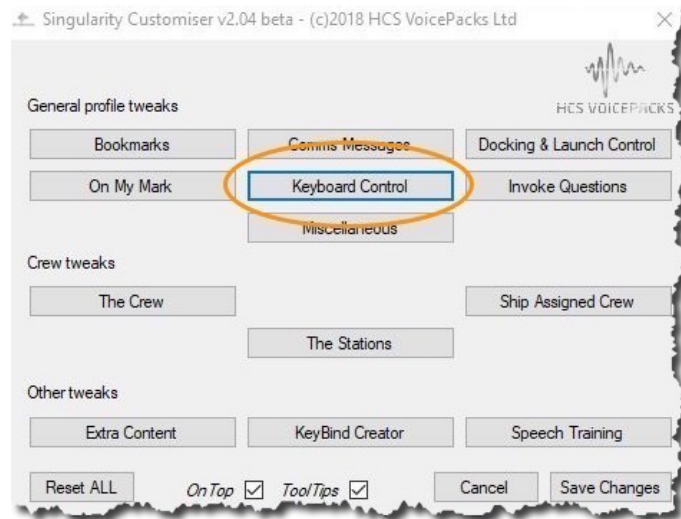 Singularity Customiser v2.04 beta - (c)2018 HCS VoicePacks Ltd
HCS VOICEPACKS
General profile tweaks
Bookmarks Comms Messages Docking & Launch Control
On My Mark Keyboard Control Invoke Questions
Miscellaneous
Crew tweaks
The Crew Ship Assigned Crew
The Stations
Other tweaks
Extra Content KeyBind Creator Speech Training
Reset ALL On Top ToolTips Cancel Save Changes